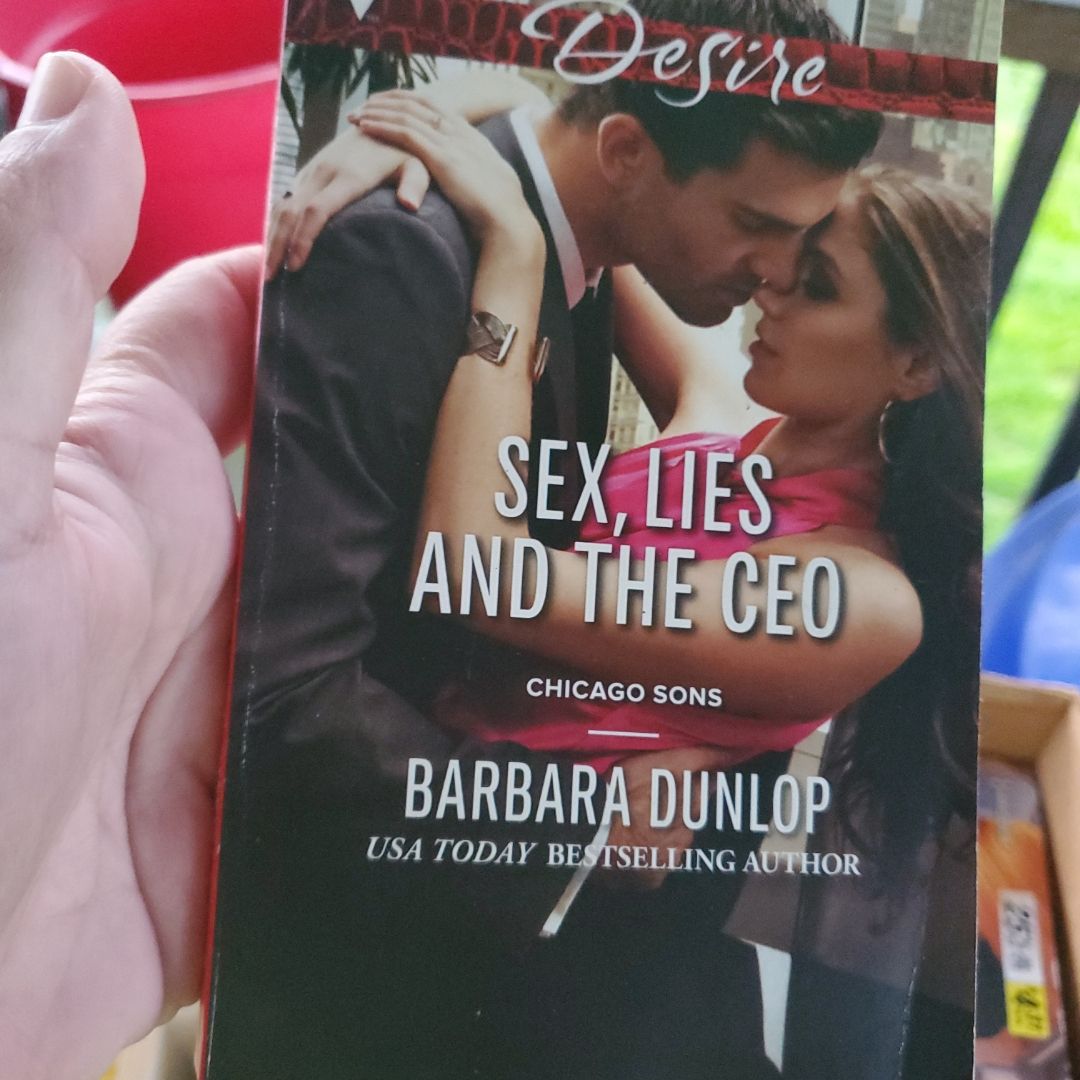 Desire
SEX, LIES
AND THE CEO
CHICAGO SONS
BARBARA DUNLOP
USA TODAY BESTSELLING AUTHOR